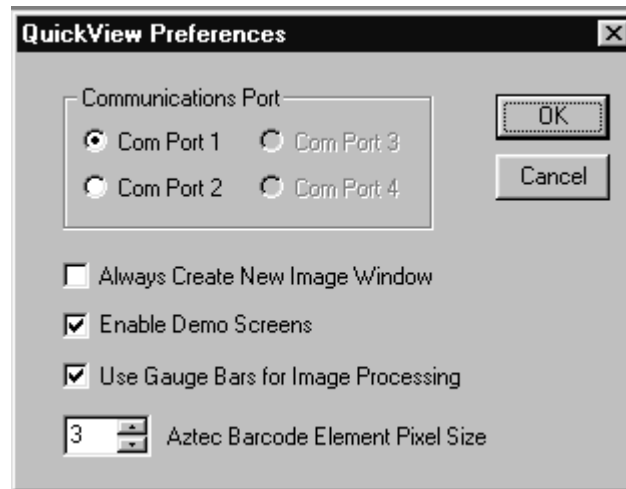 QuickView Preferences
Communications Port
OK
Com Port 1 Com Port 3
Com Port 2 Com Port 4
Cancel
Always Create New Image Window
Enable Demo Screens
Use Gauge Bars for Image Processing
3 Aztec Barcode Element Pixel Size